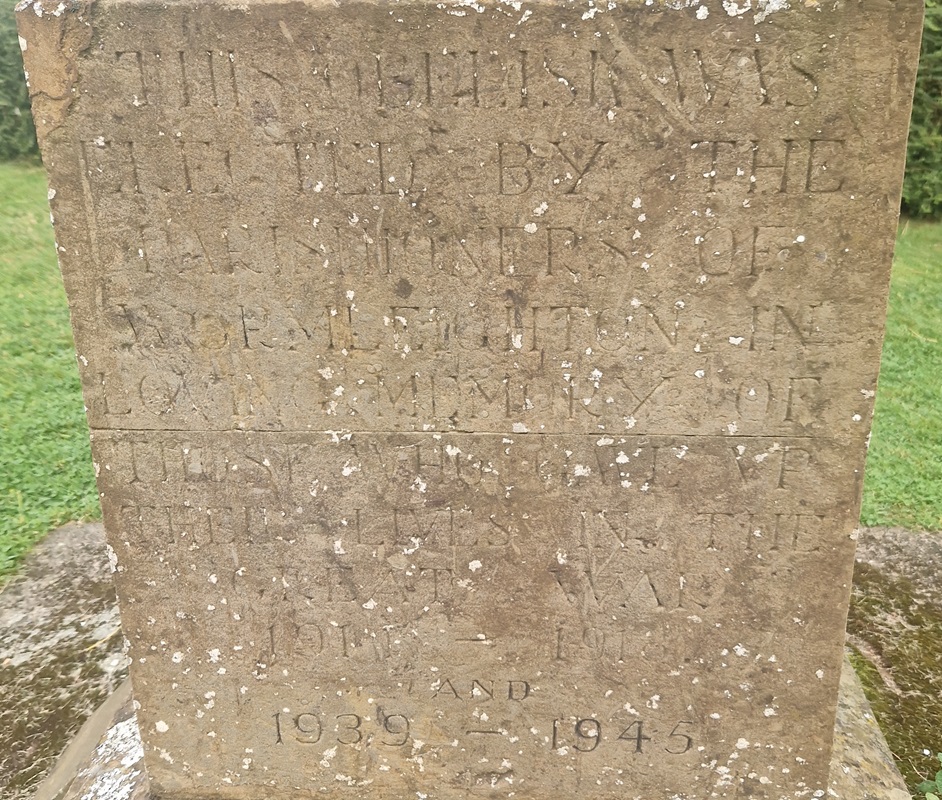 THIS OBELISK WAS
ERECTED BY THE
PARISHIONERS OF
WORMLEIGHTON IN
LOVING MEMORY OF
THOSE WHO GAVE VP
THEIR LIVES IN THE
GREAT WAR
1914 – 1918
AND
1939 – 1945